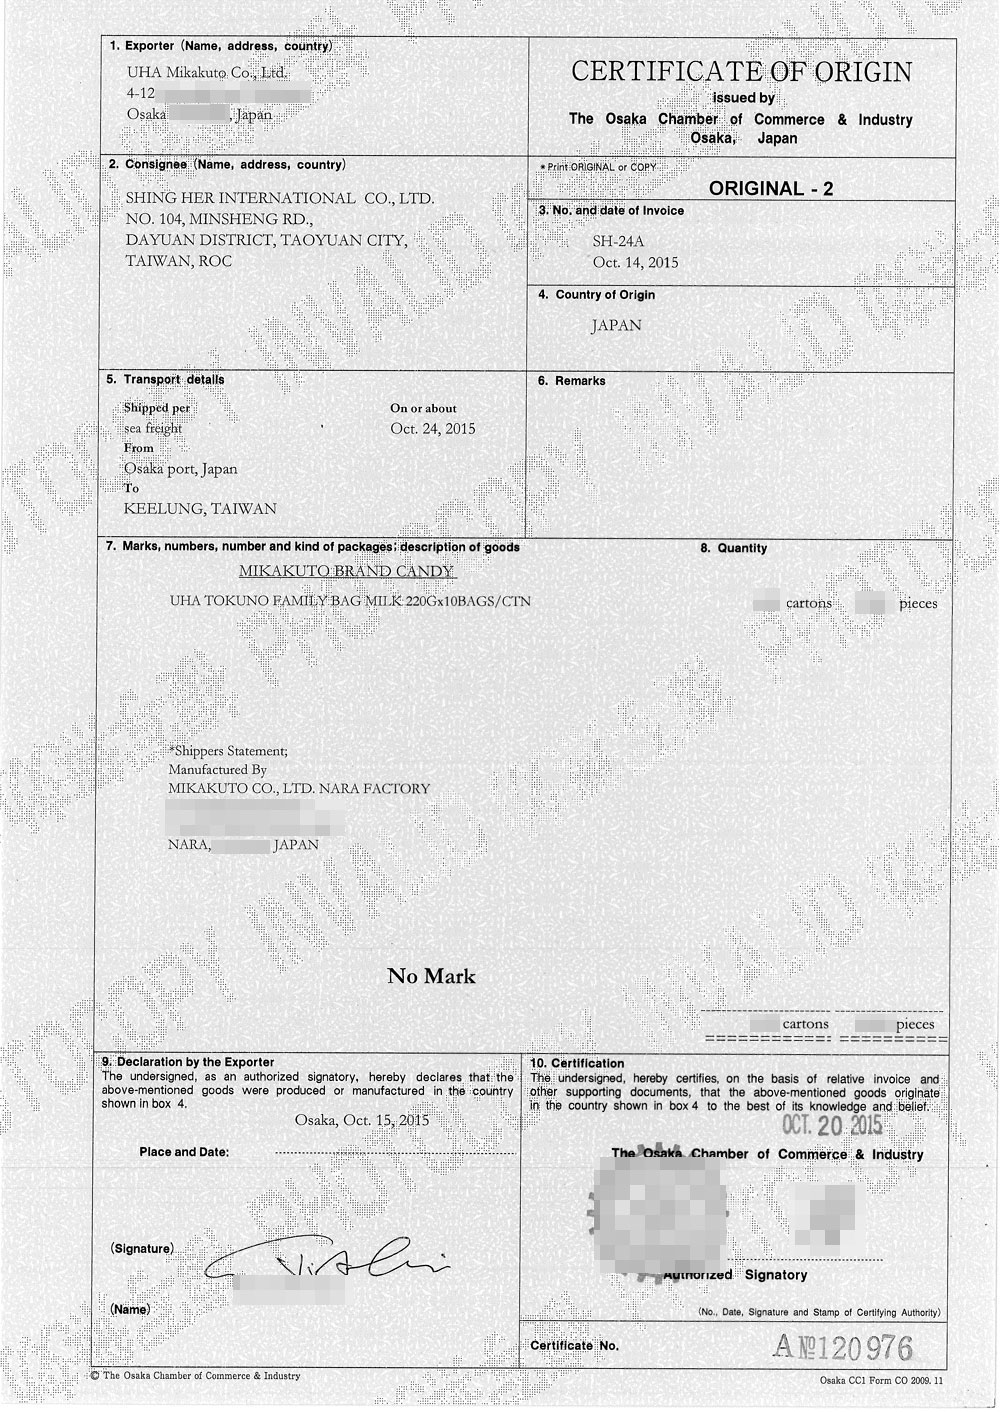 1. Exporter (Name, address, country)
UHA Mikakuto Co., Ltd.
4-12
Osaka , Japan
CERTIFICATE OF ORIGIN
issued by
The Osaka Chamber of Commerce & Industry
Osaka, Japan
2. Consignee (Name, address, country)
SHING HER INTERNATIONAL CO., LTD.
NO. 104, MINSHENG RD.,
DAYUAN DISTRICT, TAOYUAN CITY,
TAIWAN, ROC
* Print ORIGINAL or COPY
ORIGINAL - 2
3. No. and date of Invoice
SH-24A
Oct. 14, 2015
4. Country of Origin
JAPAN
5. Transport details
Shipped per On or about
sea freight Oct. 24, 2015
From
Osaka port, Japan
To
KEELUNG, TAIWAN
6. Remarks
7. Marks, numbers, number and kind of packages; description of goods 8. Quantity
MIKAKUTO BRAND CANDY
UHA TOKUNO FAMILY BAG MILK 220Gx10BAGS/CTN cartons pieces
*Shippers Statement;
Manufactured By
MIKAKUTO CO., LTD. NARA FACTORY
NARA, JAPAN
No Mark
cartons pieces
9. Declaration by the Exporter
The undersigned, as an authorized signatory, hereby declares that the
above-mentioned goods were produced or manufactured in the country
shown in box 4.
Osaka, Oct. 15, 2015
Place and Date:
(Signature)
(Name)
10. Certification
The undersigned, hereby certifies, on the basis of relative invoice and
other supporting documents, that the above-mentioned goods originate
in the country shown in box 4 to the best of its knowledge and belief.
OCT. 20 2015
The Osaka Chamber of Commerce & Industry
Authorized Signatory
(No., Date, Signature and Stamp of Certifying Authority)
Certificate No. A No 120976
© The Osaka Chamber of Commerce & Industry
Osaka CC1 Form CO 2009. 11
PHOTOCOPY INVALID